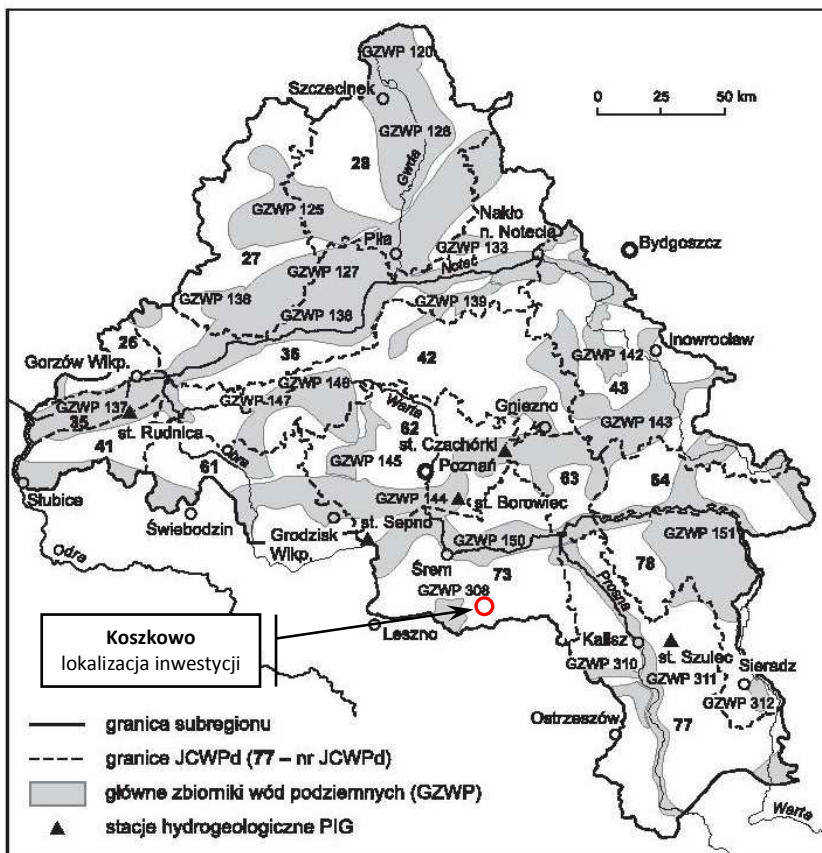 GZWP 120
Szczecinek
0 25 50 km
GZWP 126
28
Gwda
GZWP 125
Nakło
n. Notecią
Piła
GZWP 133
Bydgoszcz
27
Noteć
GZWP 127
GZWP 138
GZWP 139
GZWP 138
26
36
42
Inowrocław
GZWP 142
Gorzów Wlkp.
GZWP 146
43
GZWP 147
Warta
Gniezno
GZWP 137
62
GZWP 143
35
st. Rudnica
st. Czachórki
41
Obra
Poznań
61
GZWP 145
63
64
Słubice
GZWP 144
st. Borowiec
Świebodzin
Grodzisk
Wlkp.
st. Sepno
GZWP 150
GZWP 151
Odra
Śrem
73
78
GZWP 308
Prosna
Koszkowo
lokalizacja inwestycji
Leszno
Kalisz
st. Szulec
GZWP 310
Sieradz
GZWP 311
GZWP 312
Ostrzeszów
77
granica subregionu
granice JCWPd (77 – nr JCWPd)
główne zbiorniki wód podziemnych (GZWP)
Warta
stacje hydrogeologiczne PIG